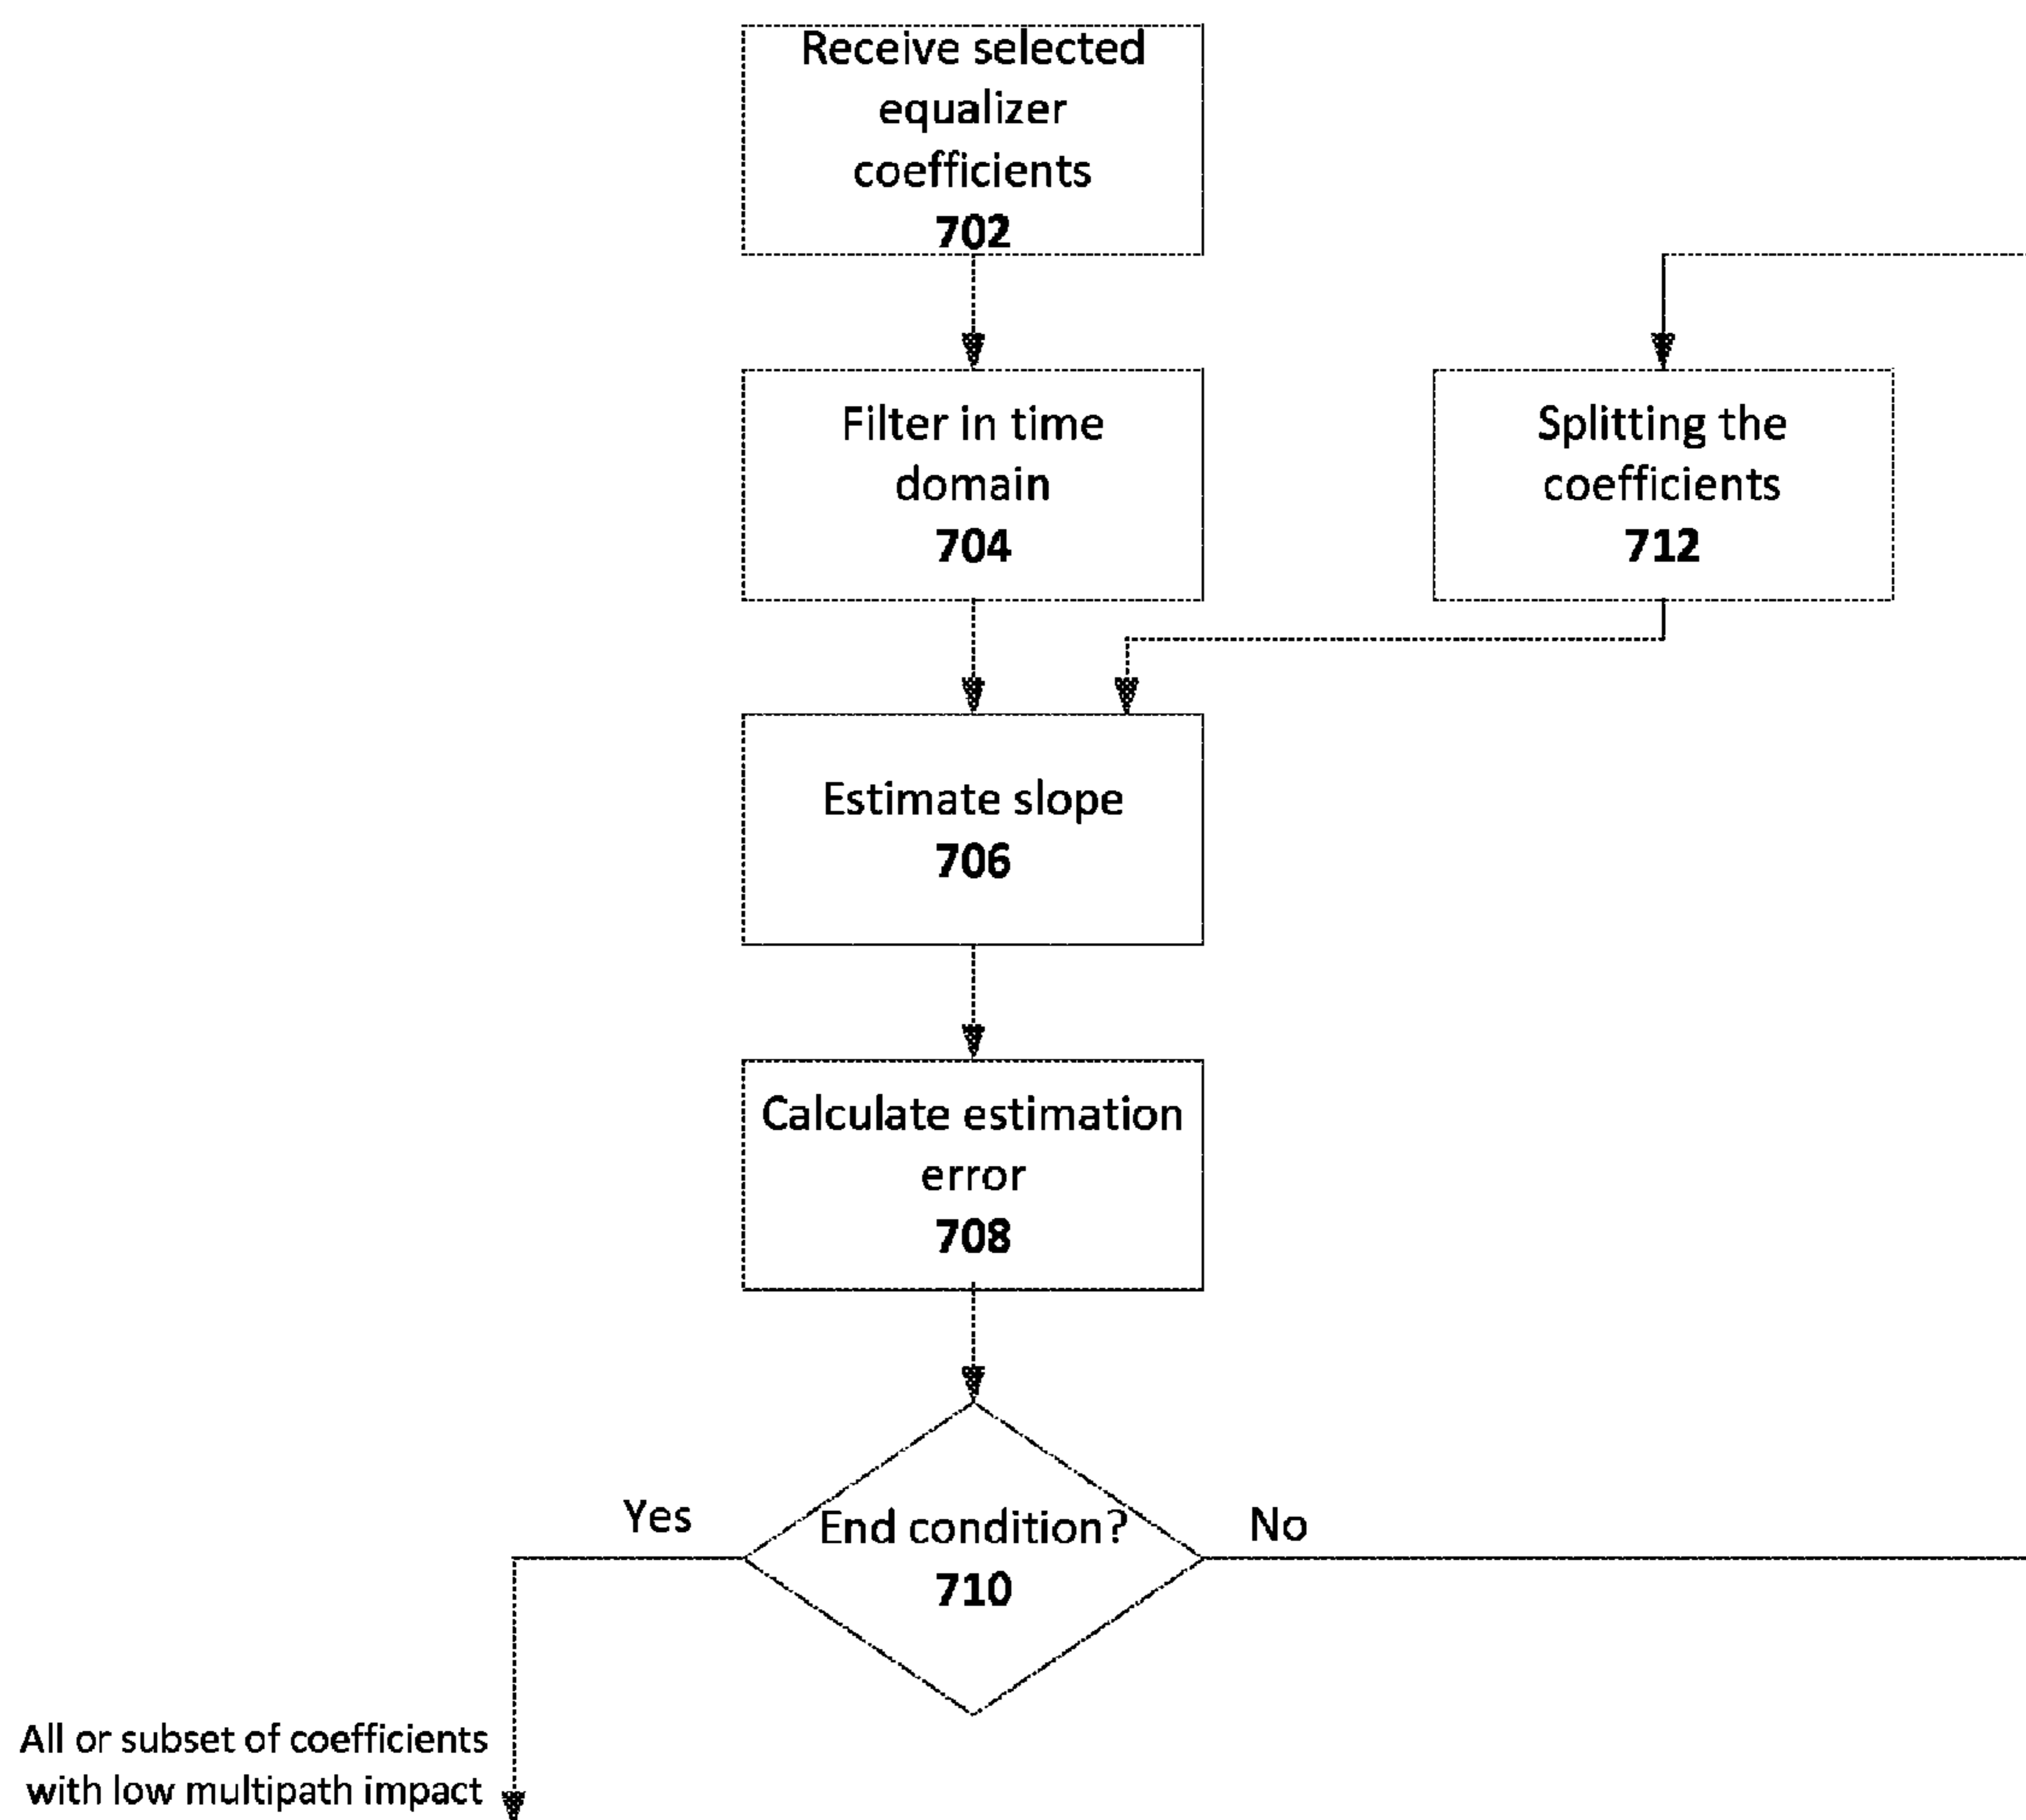 Receive selected
equalizer
coefficients
702
Filter in time
domain
704
Splitting the
coefficients
712
Estimate slope
706
Calculate estimation
error
708
Yes
End condition?
710
No
All or subset of coefficients
with low multipath impact